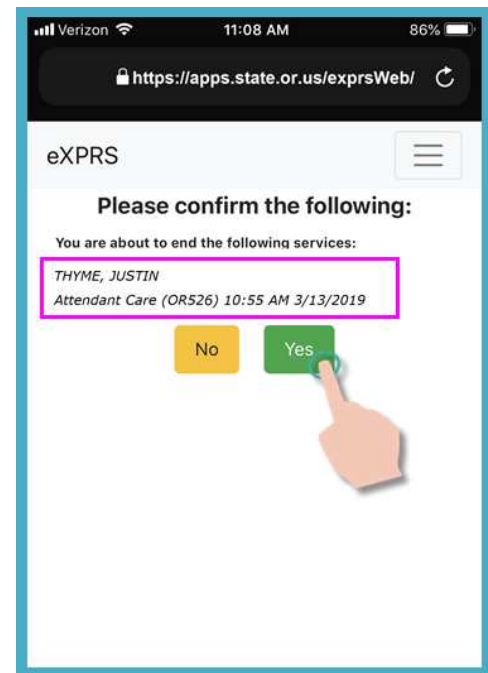 Verizon 11:08 AM 86%
https://apps.state.or.us/exprsWeb/
eXPRS
Please confirm the following:
You are about to end the following services:
THYME, JUSTIN
Attendant Care (OR526) 10:55 AM 3/13/2019
No Yes